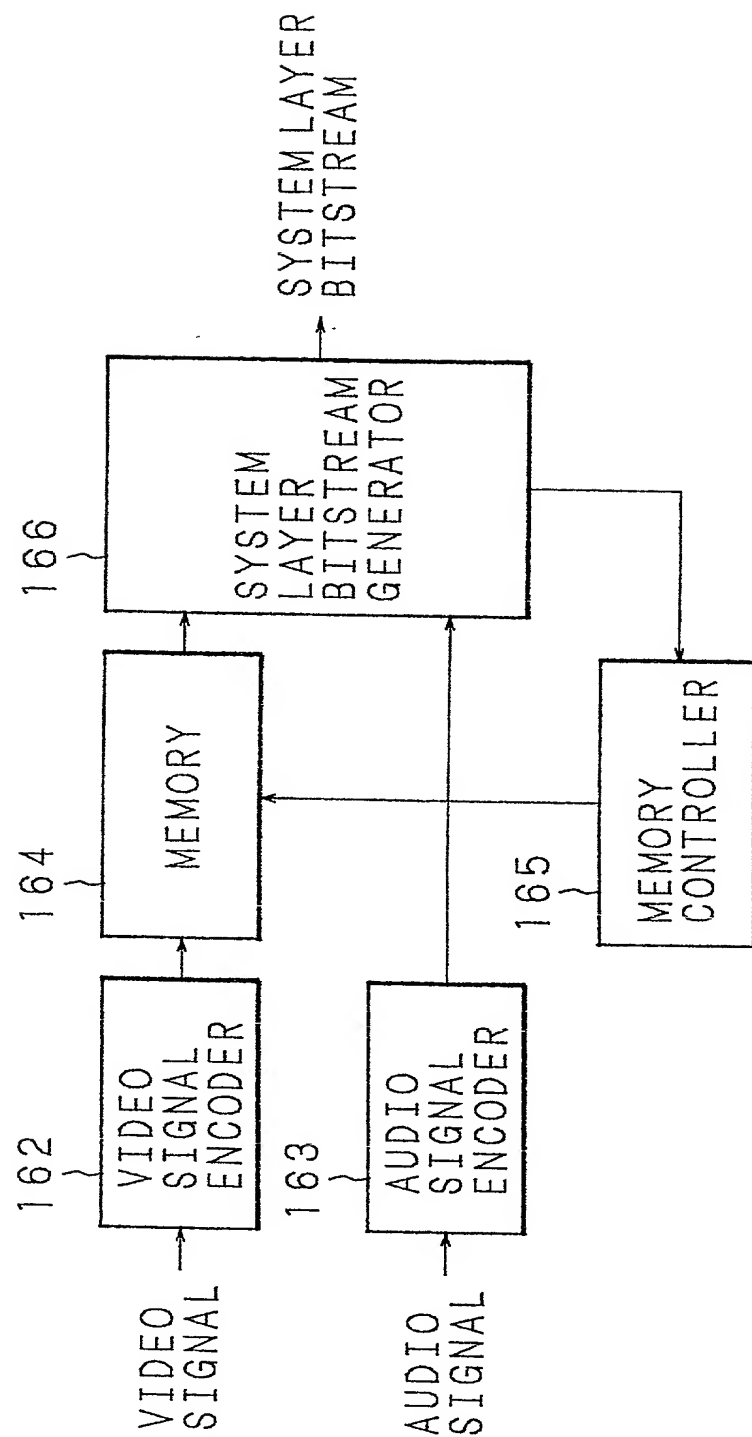 VIDEO
SIGNAL
162
VIDEO
SIGNAL
ENCODER
164
MEMORY
166
SYSTEM
LAYER
BITSTREAM
GENERATOR
SYSTEM LAYER
BITSTREAM
AUDIO
SIGNAL
163
AUDIO
SIGNAL
ENCODER
165
MEMORY
CONTROLLER